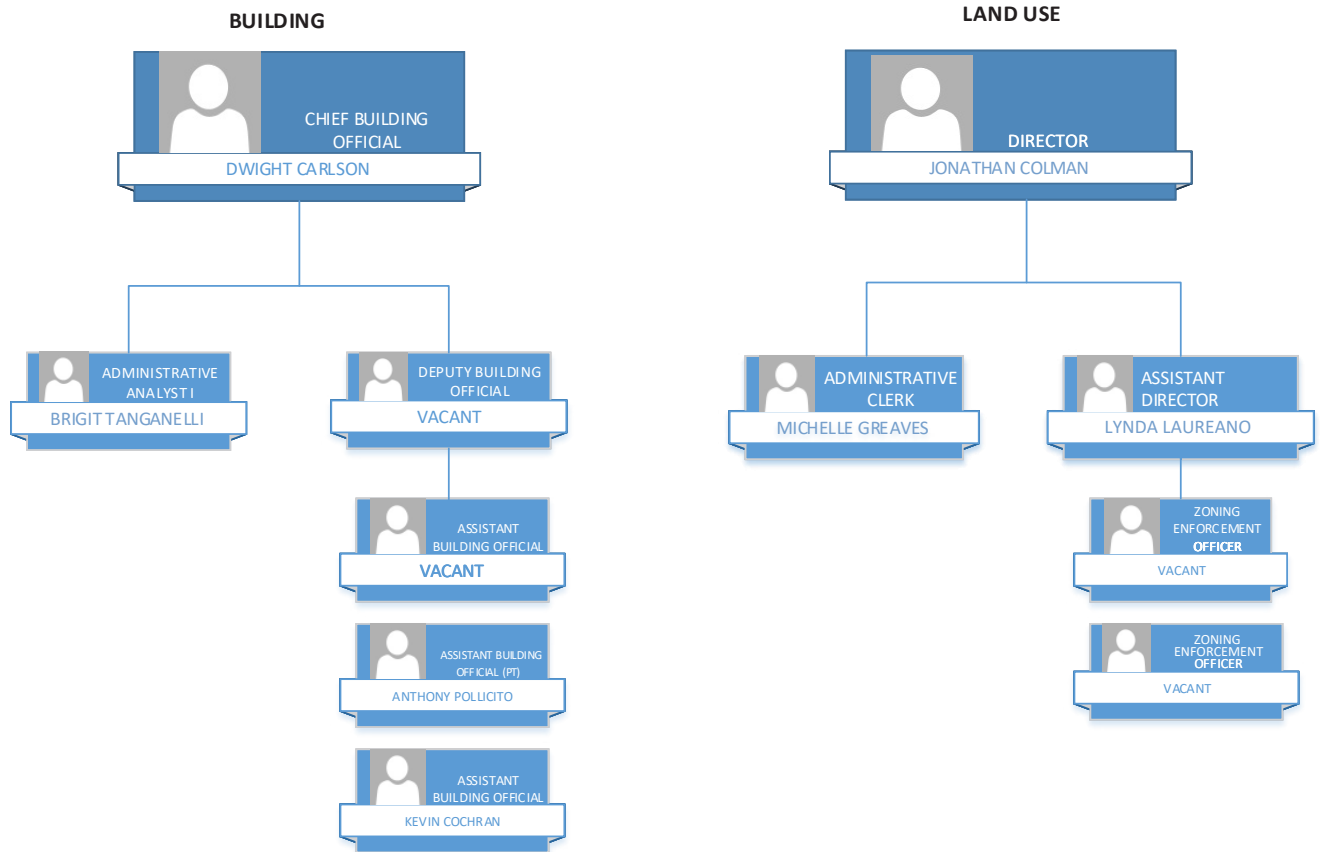 BUILDING
CHIEF BUILDING
OFFICIAL
DWIGHT CARLSON
ADMINISTRATIVE
ANALYST I
BRIGIT TANGANELLI
DEPUTY BUILDING
OFFICIAL
VACANT
ASSISTANT
BUILDING OFFICIAL
VACANT
ASSISTANT BUILDING
OFFICIAL (PT)
ANTHONY POLLICITO
ASSISTANT
BUILDING OFFICIAL
KEVIN COCHRAN
LAND USE
DIRECTOR
JONATHAN COLMAN
ADMINISTRATIVE
CLERK
MICHELLE GREAVES
ASSISTANT
DIRECTOR
LYNDA LAUREANO
ZONING
ENFORCEMENT
OFFICER
VACANT
ZONING
ENFORCEMENT
OFFICER
VACANT